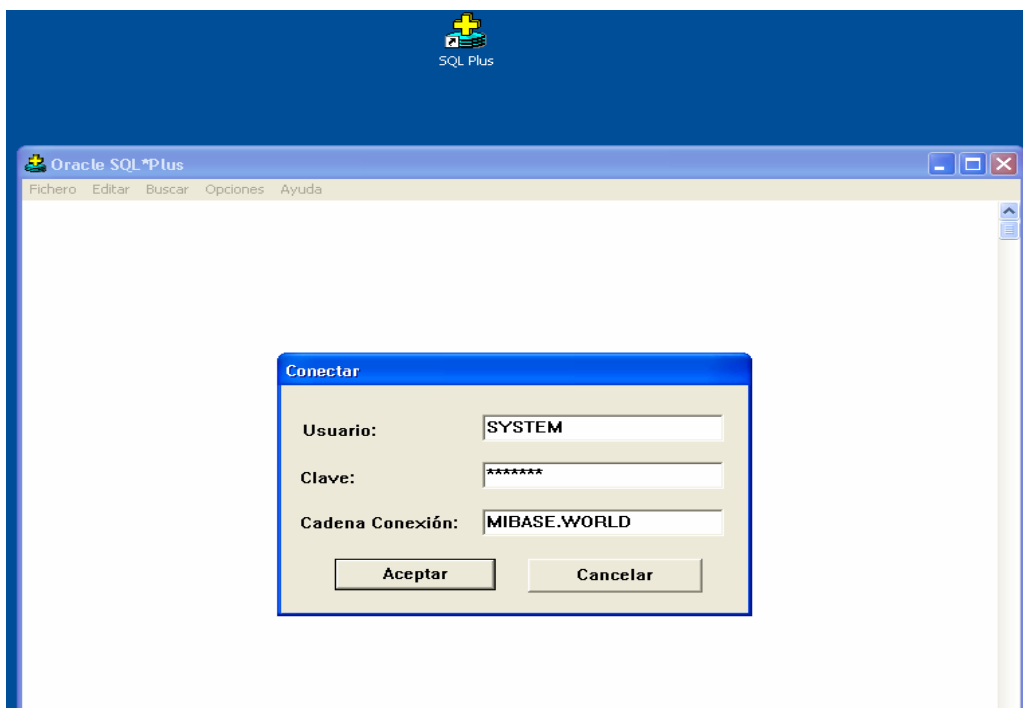 SQL Plus
Oracle SQL*Plus
Fichero Editar Buscar Opciones Ayuda
Conectar
Usuario: SYSTEM
Clave: *******
Cadena Conexión: MIBASE.WORLD
Aceptar Cancelar